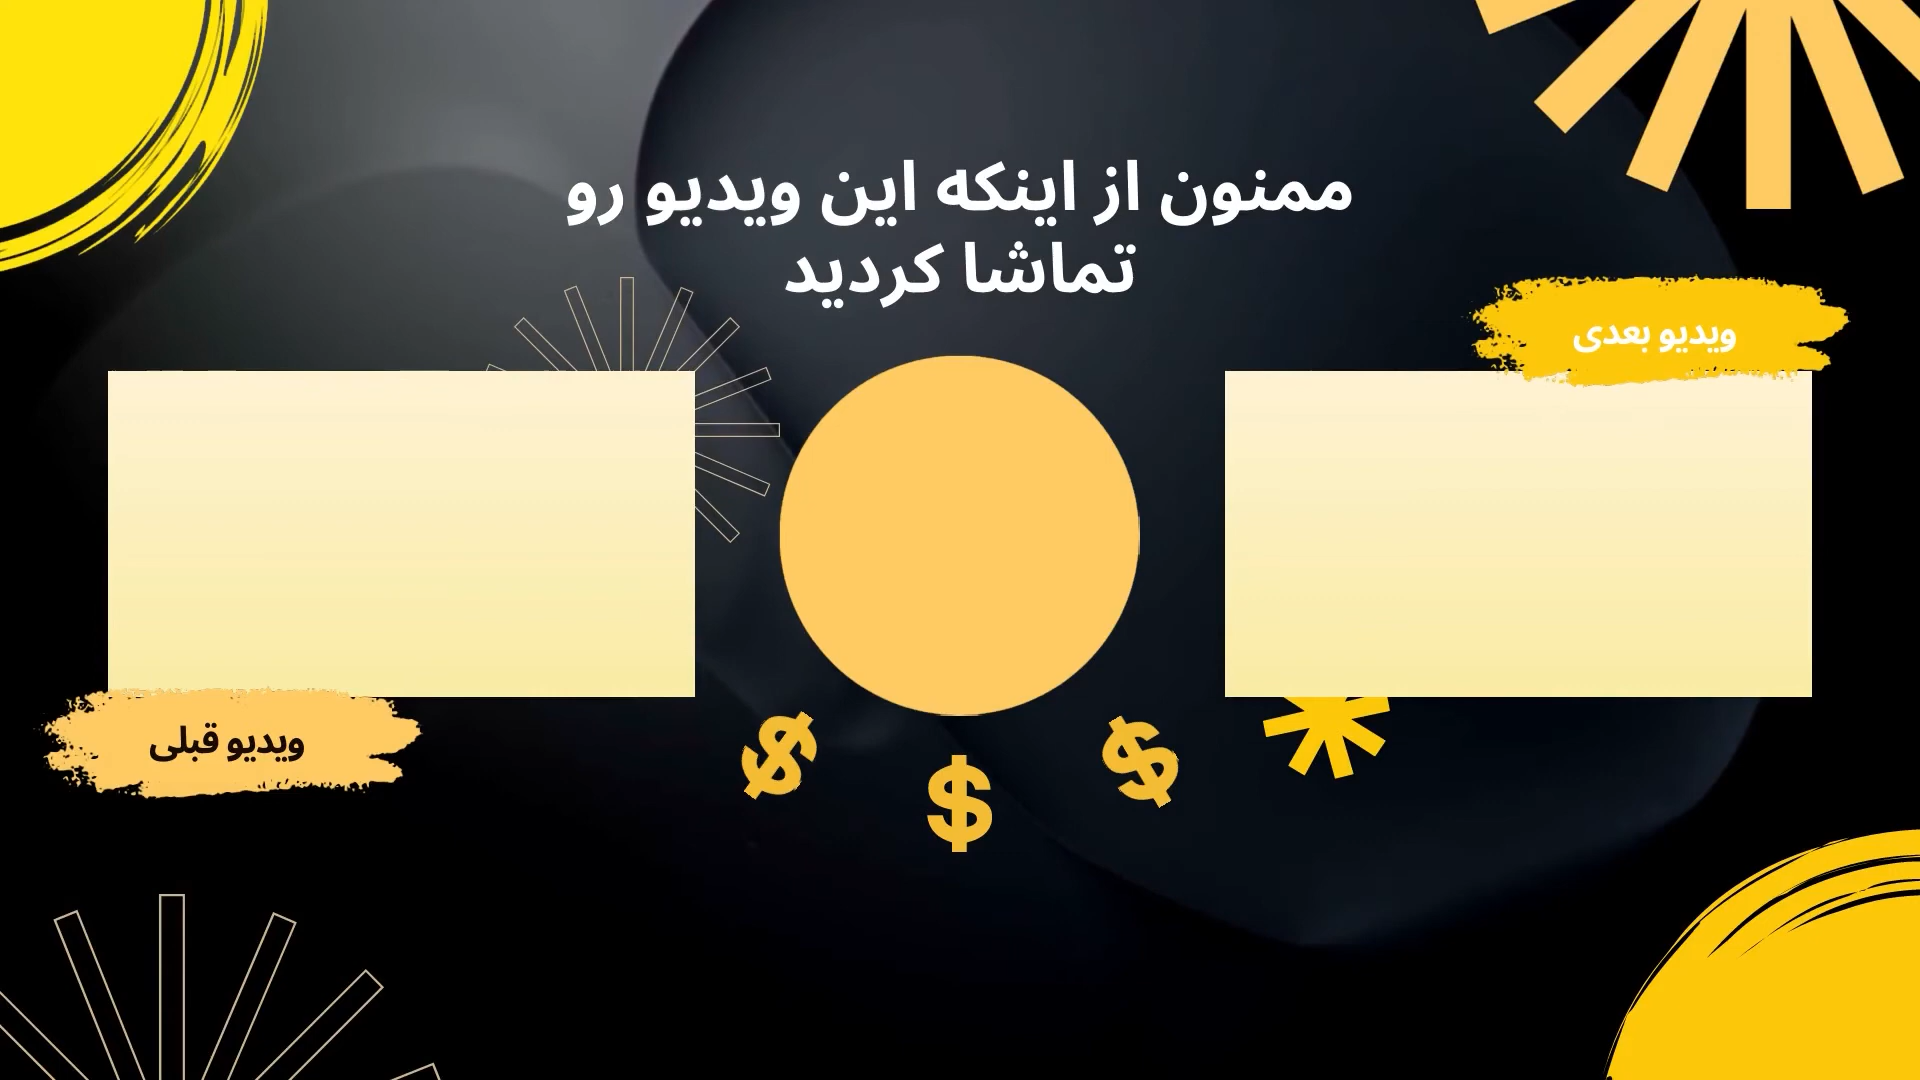 ممنون از اینکه این ویدیو رو
تماشا کردید
ویدیو بعدی
ویدیو قبلی
$ $ $